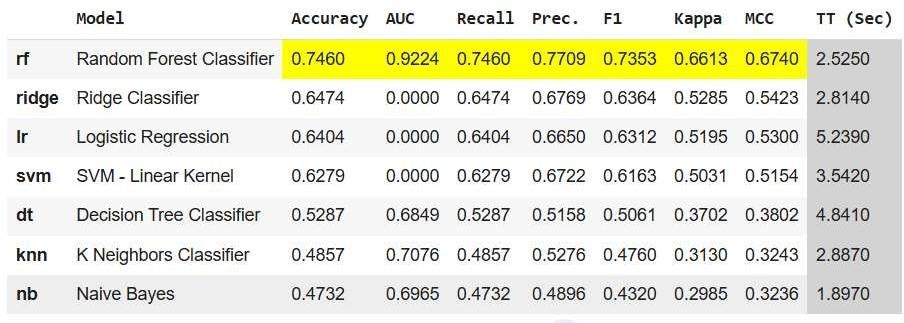 Model Accuracy AUC Recall Prec. F1 Kappa MCC TT (Sec)
rf Random Forest Classifier 0.7460 0.9224 0.7460 0.7709 0.7353 0.6613 0.6740 2.5250
ridge Ridge Classifier 0.6474 0.0000 0.6474 0.6769 0.6364 0.5285 0.5423 2.8140
lr Logistic Regression 0.6404 0.0000 0.6404 0.6650 0.6312 0.5195 0.5300 5.2390
svm SVM - Linear Kernel 0.6279 0.0000 0.6279 0.6722 0.6163 0.5031 0.5154 3.5420
dt Decision Tree Classifier 0.5287 0.6849 0.5287 0.5158 0.5061 0.3702 0.3802 4.8410
knn K Neighbors Classifier 0.4857 0.7076 0.4857 0.5276 0.4760 0.3130 0.3243 2.8870
nb Naive Bayes 0.4732 0.6965 0.4732 0.4896 0.4320 0.2985 0.3236 1.8970